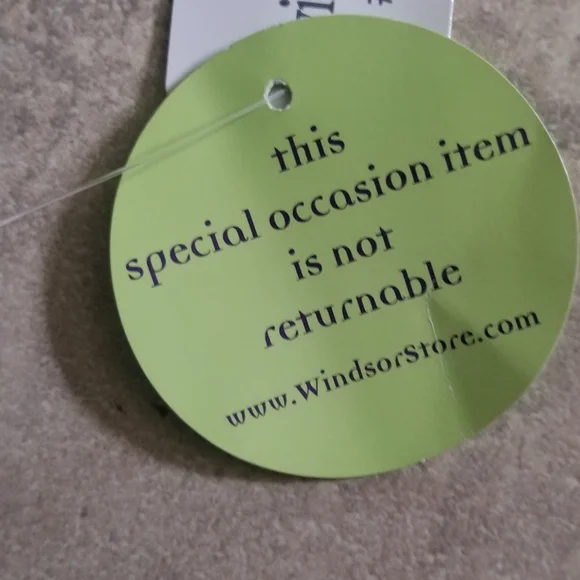 this
special occasion item
is not
returnable
www.WindsorStore.com